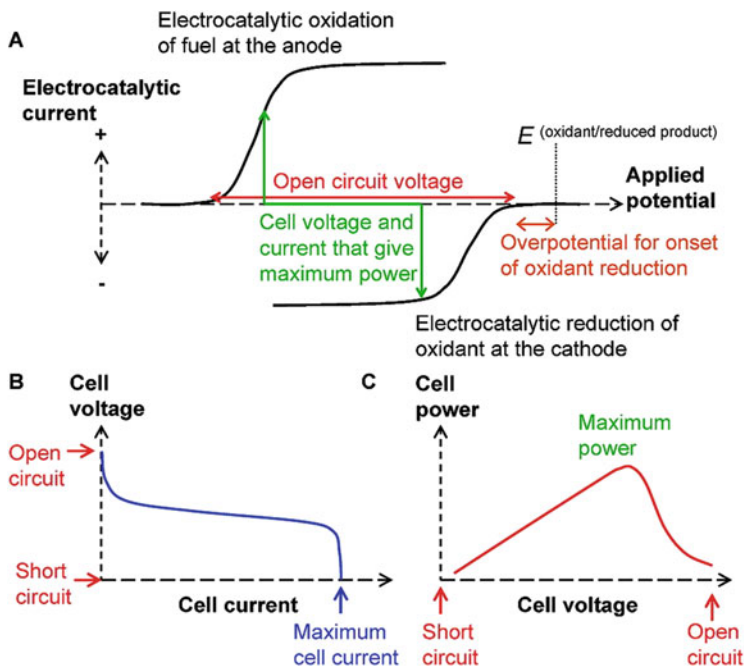 A
Electrocatalytic oxidation
of fuel at the anode
Electrocatalytic
current
+
-
E (oxidant/reduced product)
Open circuit voltage
Applied
potential
Cell voltage and
current that give
maximum power
Overpotential for onset
of oxidant reduction
Electrocatalytic reduction of
oxidant at the cathode
B
Cell
voltage
Open
circuit
Short
circuit
Cell current
Maximum
cell current
C
Cell
power
Maximum
power
Cell voltage
Short
circuit
Open
circuit